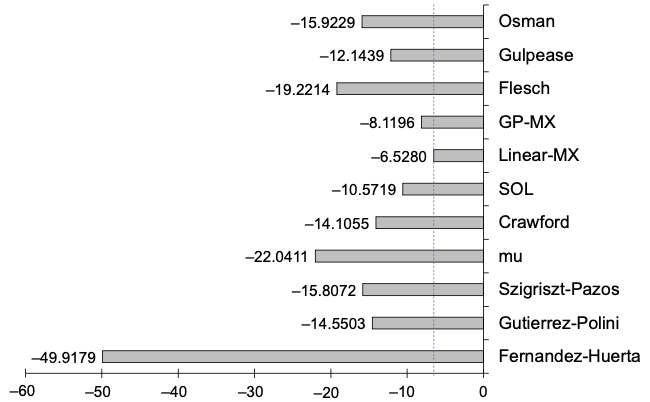 –15.9229 Osman
–12.1439 Gulpease
–19.2214 Flesch
–8.1196 GP-MX
–6.5280 Linear-MX
–10.5719 SOL
–14.1055 Crawford
–22.0411 mu
–15.8072 Szigriszt-Pazos
–14.5503 Gutierrez-Polini
–49.9179 Fernandez-Huerta
–60 –50 –40 –30 –20 –10 0